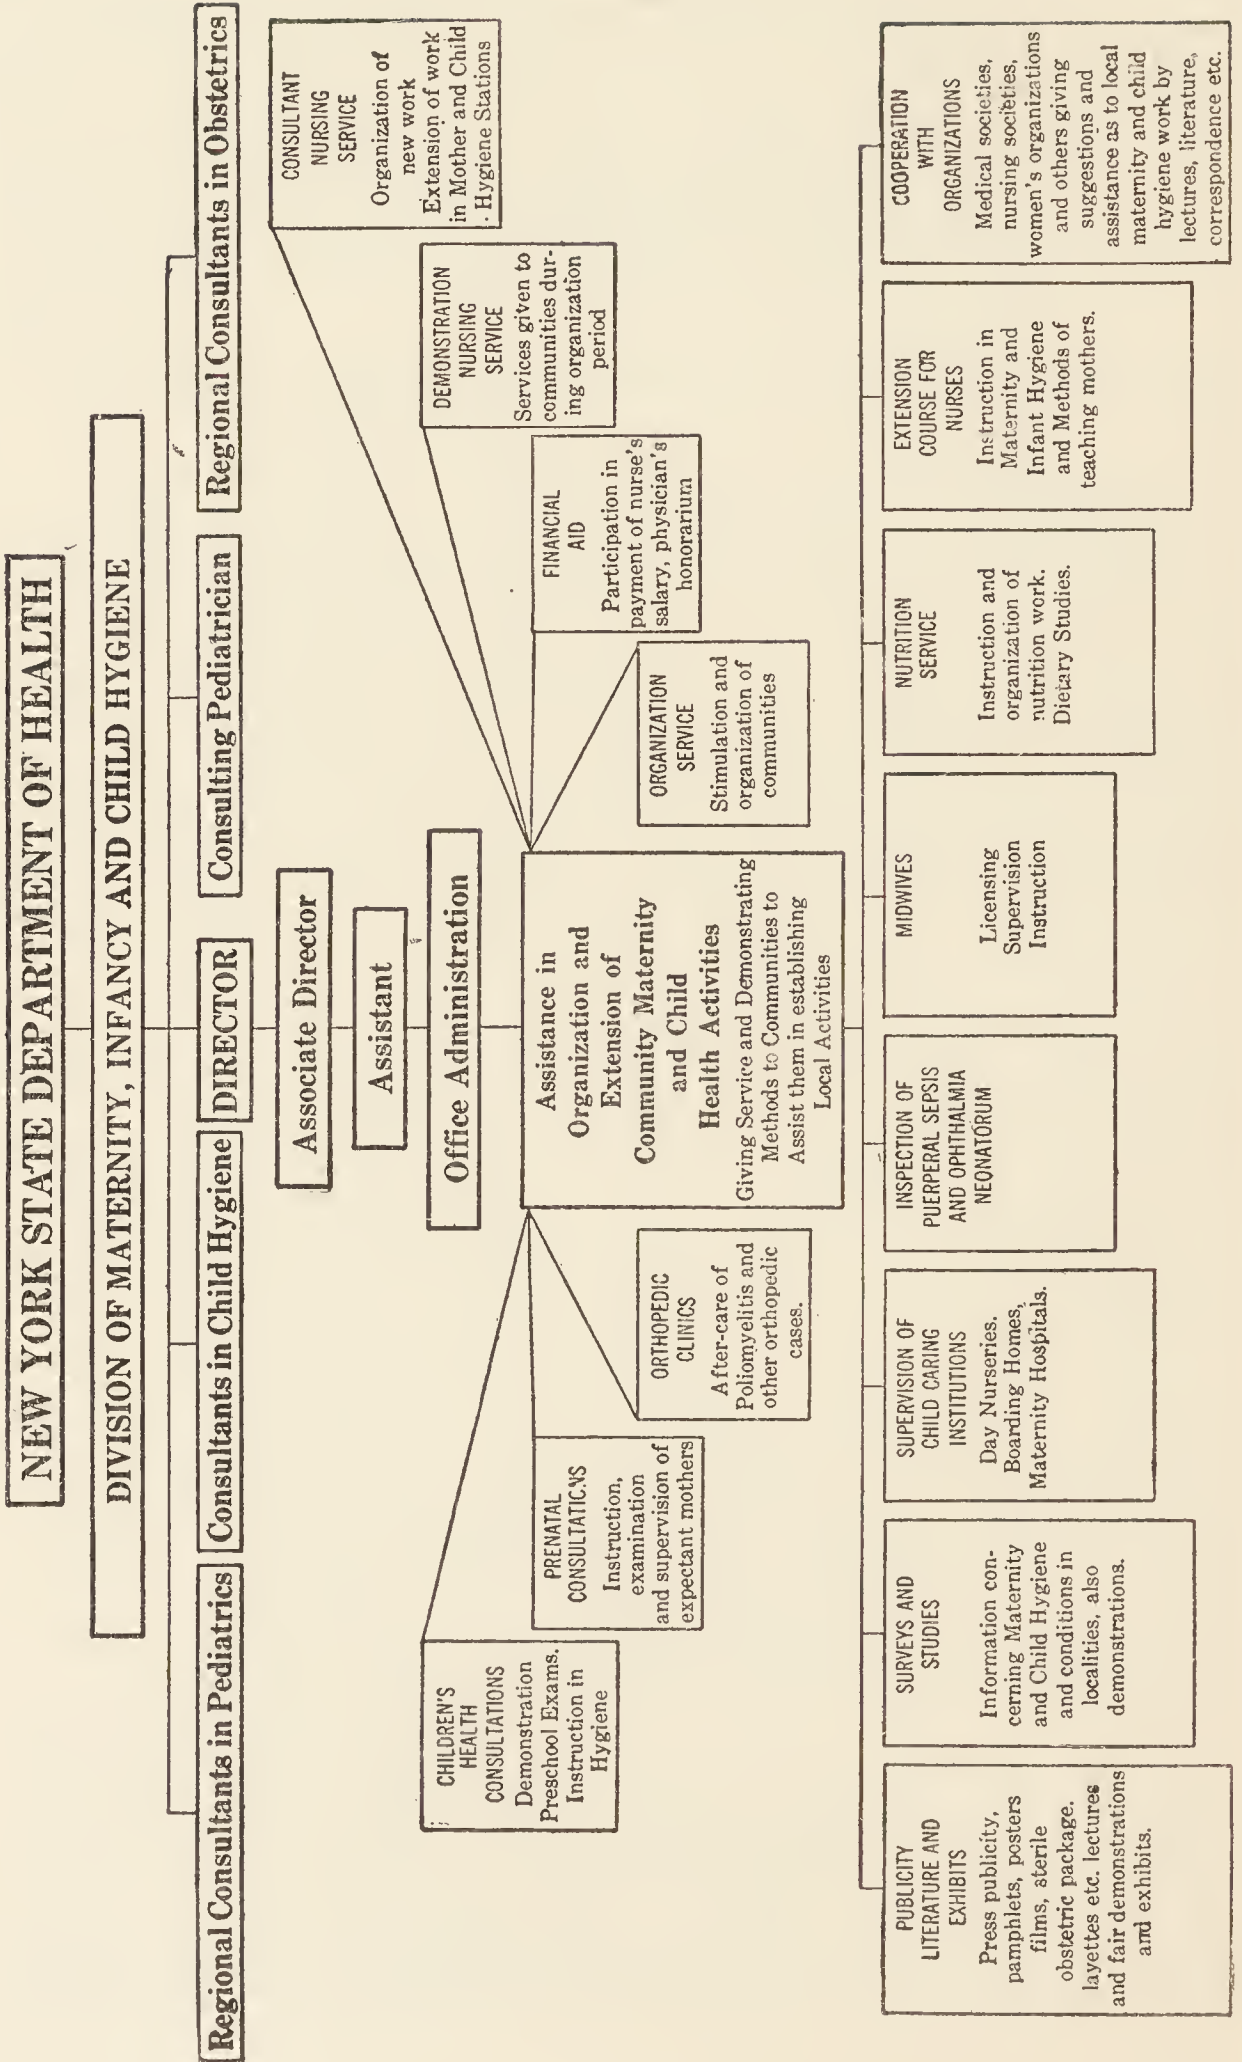 NEW YORK STATE DEPARTMENT OF HEALTH
DIVISION OF MATERNITY, INFANCY AND CHILD HYGIENE
Regional Consultants in Pediatrics
Consultants in Child Hygiene
DIRECTOR
Consulting Pediatrician
Regional Consultants in Obstetrics
Associate Director
Assistant
Office Administration
CHILDREN'S
HEALTH
CONSULTATIONS
Demonstration
Preschool Exams.
Instruction in
Hygiene
PRENATAL
CONSULTATIONS
Instruction,
examination
and supervision of
expectant mothers
ORTHOPEDIC
CLINICS
After-care of
Poliomyelitis and
other orthopedic
cases.
Assistance in
Organization and
Extension of
Community Maternity
and Child
Health Activities
Giving Service and Demonstrating
Methods to Communities to
Assist them in establishing
Local Activities
ORGANIZATION
SERVICE
Stimulation and
organization of
communities
FINANCIAL
AID
Participation in
payment of nurse's
salary, physician's
honorarium
DEMONSTRATION
NURSING
SERVICE
Services given to
communities dur-
ing organization
period
CONSULTANT
NURSING
SERVICE
Organization of
new work
Extension of work
in Mother and Child
Hygiene Stations
PUBLICITY
LITERATURE AND
EXHIBITS
Press publicity,
pamphlets, posters
films, sterile
obstetric package.
layettes etc. lectures
and fair demonstrations
and exhibits.
SURVEYS AND
STUDIES
Information con-
cerning Maternity
and Child Hygiene
and conditions in
localities, also
demonstrations.
SUPERVISION OF
CHILD CARING
INSTITUTIONS
Day Nurseries.
Boarding Homes,
Maternity Hospitals.
INSPECTION OF
PUERPERAL SEPSIS
AND OPHTHALMIA
NEONATORUM
MIDWIVES
Licensing
Supervision
Instruction
NUTRITION
SERVICE
Instruction and
organization of
nutrition work.
Dietary Studies.
EXTENSION
COURSE FOR
NURSES
Instruction in
Maternity and
Infant Hygiene
and Methods of
teaching mothers.
COOPERATION
WITH
ORGANIZATIONS
Medical societies,
nursing societies,
women's organizations
and others giving
suggestions and
assistance as to local
maternity and child
hygiene work by
lectures, literature,
correspondence etc.